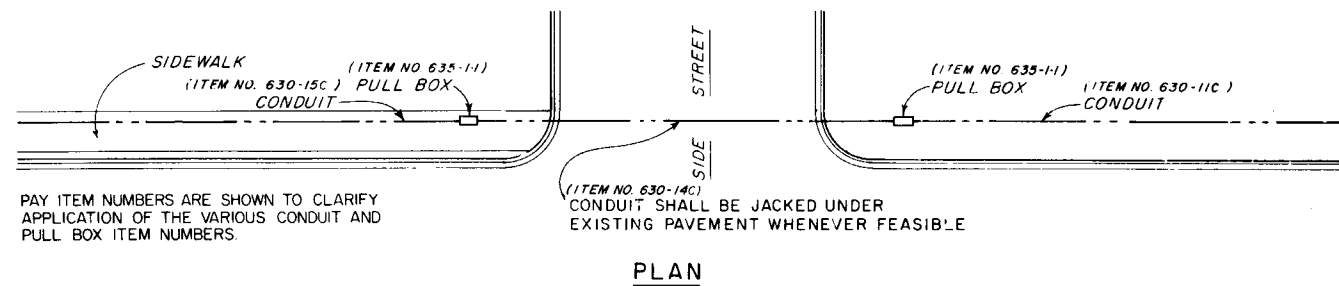 SIDEWALK
(ITEM NO. 635-1-1)
(ITEM NO. 630-15C)
PULL BOX
CONDUIT
STREET
SIDE
(ITEM NO. 635-1-1)
PULL BOX
(ITEM NO. 630-11C)
CONDUIT
(ITEM NO. 630-14C)
CONDUIT SHALL BE JACKED UNDER
EXISTING PAVEMENT WHENEVER FEASIBLE
PAY ITEM NUMBERS ARE SHOWN TO CLARIFY
APPLICATION OF THE VARIOUS CONDUIT AND
PULL BOX ITEM NUMBERS.
PLAN